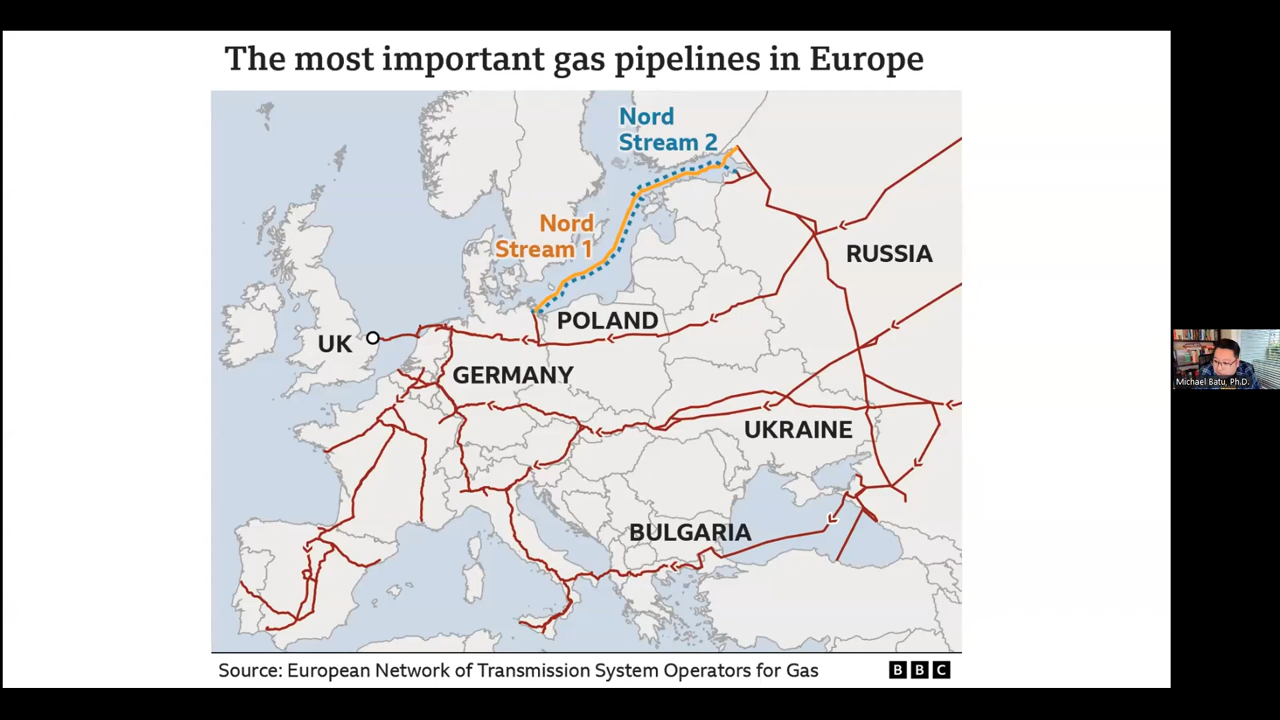 The most important gas pipelines in Europe
Nord
Stream 2
Nord
Stream 1
RUSSIA
POLAND
UK
GERMANY
UKRAINE
BULGARIA
Michael Batu, Ph.D.
Source: European Network of Transmission System Operators for Gas
BBC